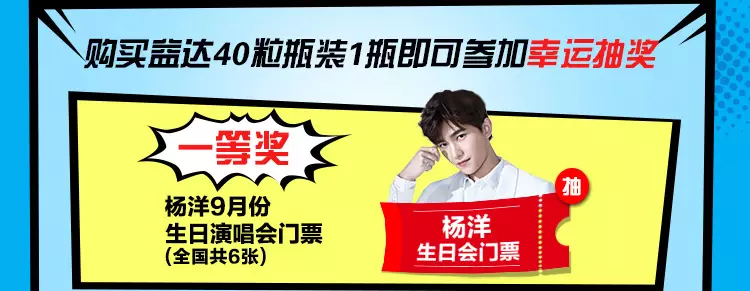 购买益达40粒瓶装1瓶即可参加幸运抽奖
一等奖
杨洋9月份
生日演唱会门票
(全国共6张)
抽
杨洋
生日会门票